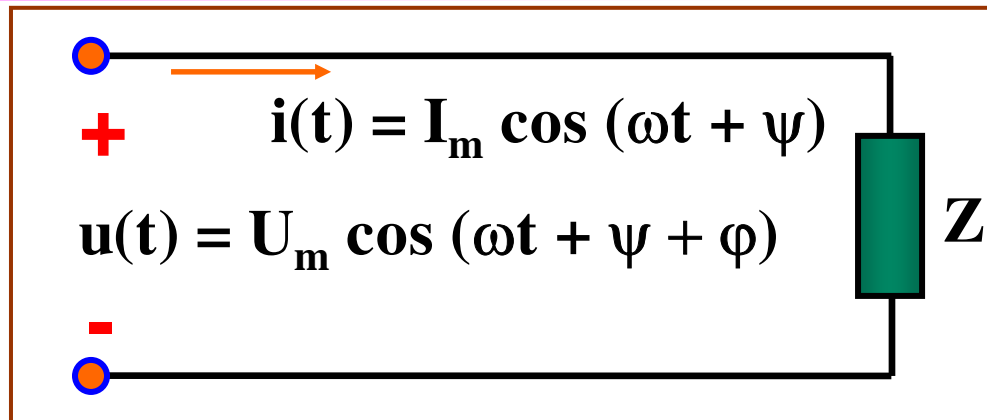 +
i(t) = Iₘ cos (ωt + ψ)
u(t) = Uₘ cos (ωt + ψ + φ)
Z
-